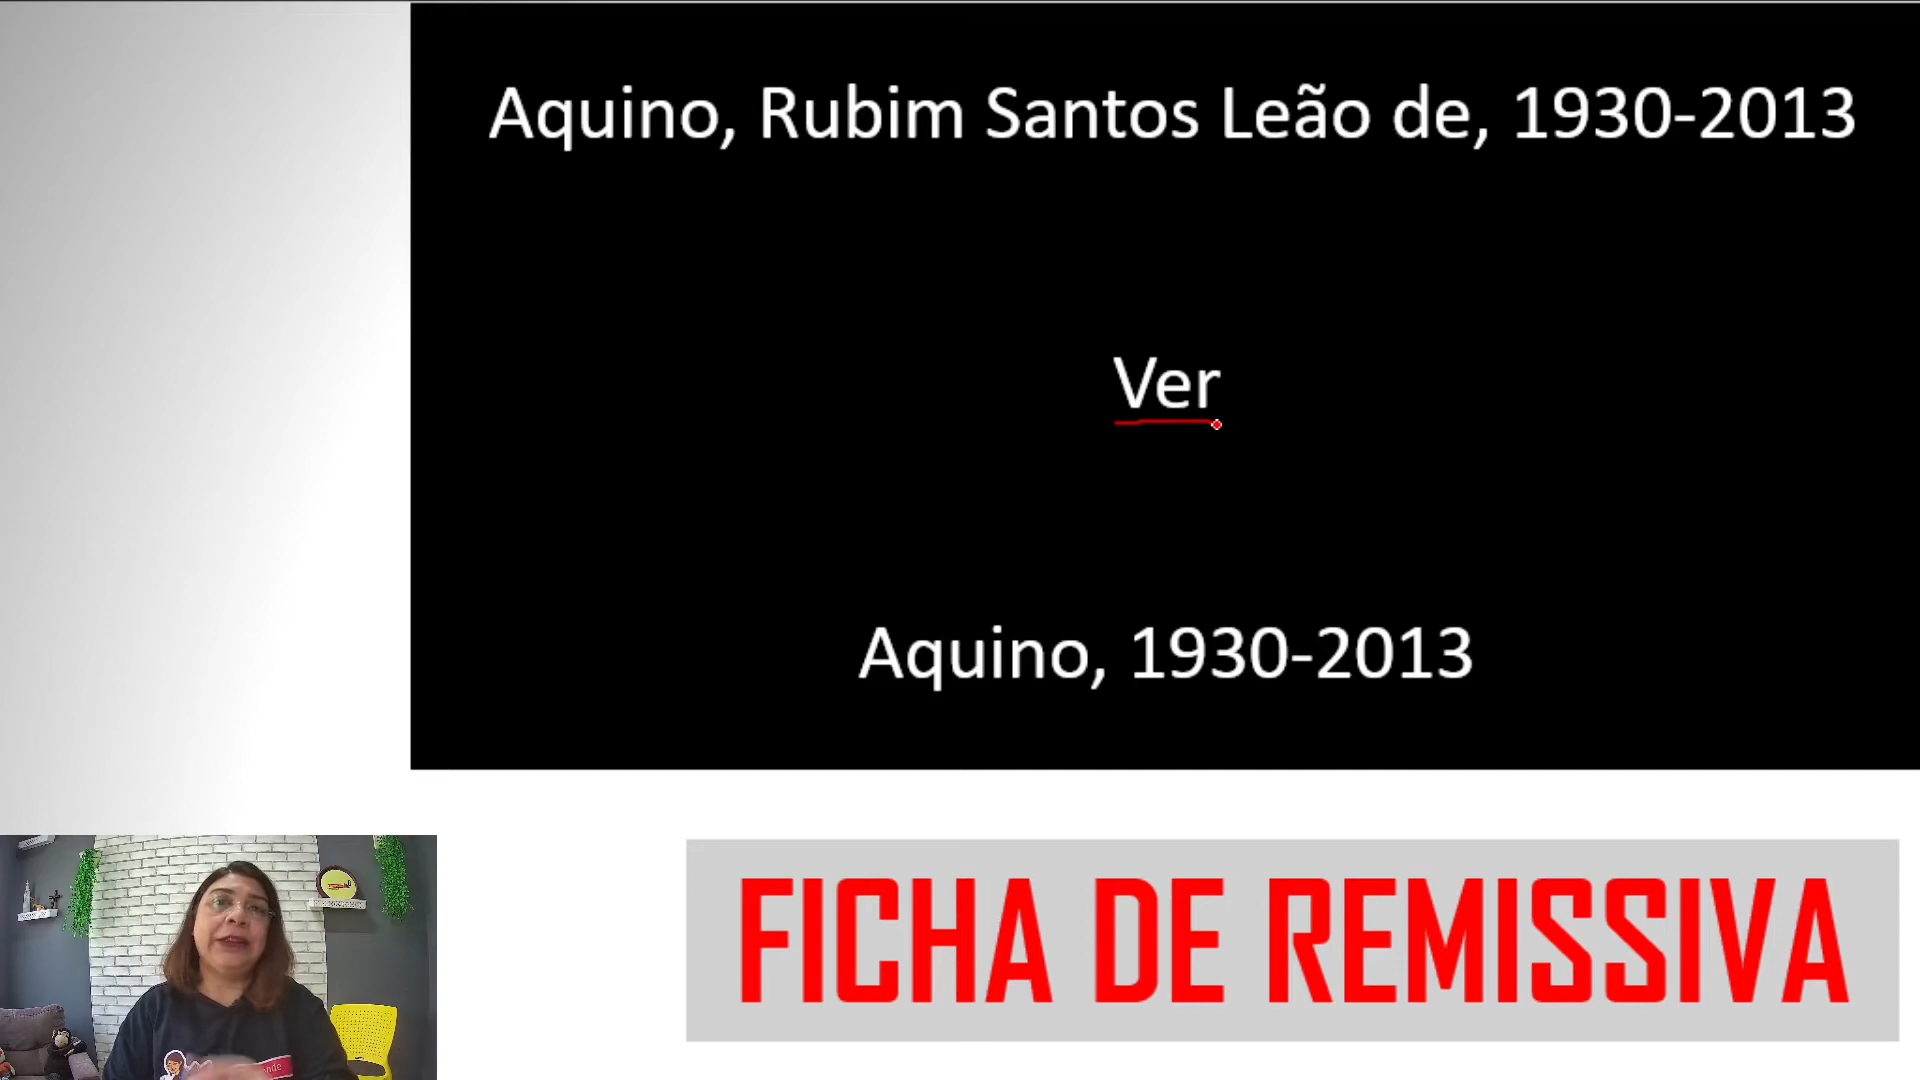 Aquino, Rubim Santos Leão de, 1930-2013
Ver
Aquino, 1930-2013
FICHA DE REMISSIVA